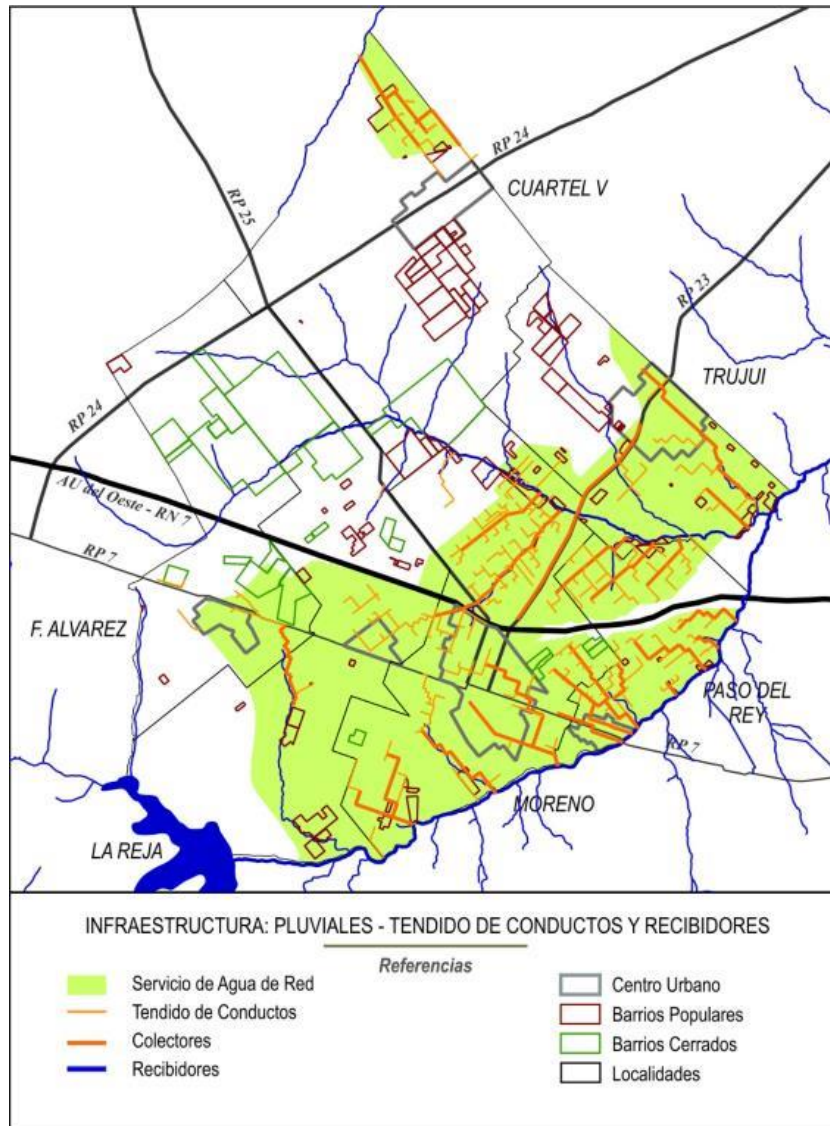 RP 24
CUARTEL V
RP 25
RP 23
TRUJUI
RP 24
AU del Oeste - RN 7
RP 7
F. ALVAREZ
PASO DEL
REY
RP 7
MORENO
LA REJA
INFRAESTRUCTURA: PLUVIALES - TENDIDO DE CONDUCTOS Y RECIBIDORES
Referencias
Servicio de Agua de Red
Tendido de Conductos
Colectores
Recibidores
Centro Urbano
Barrios Populares
Barrios Cerrados
Localidades